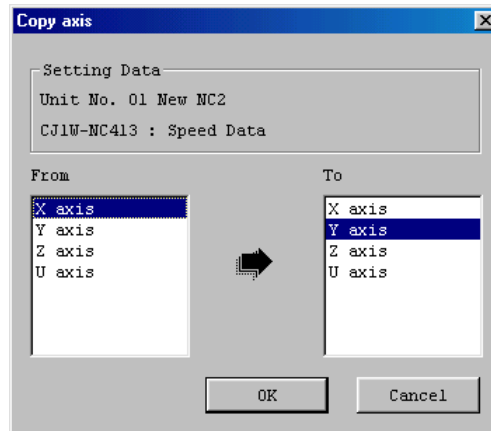 Copy axis
Setting Data
Unit No. 01 New NC2
CJ1W-NC413 : Speed Data
From
To
X axis
Y axis
Z axis
U axis
X axis
Y axis
Z axis
U axis
OK
Cancel